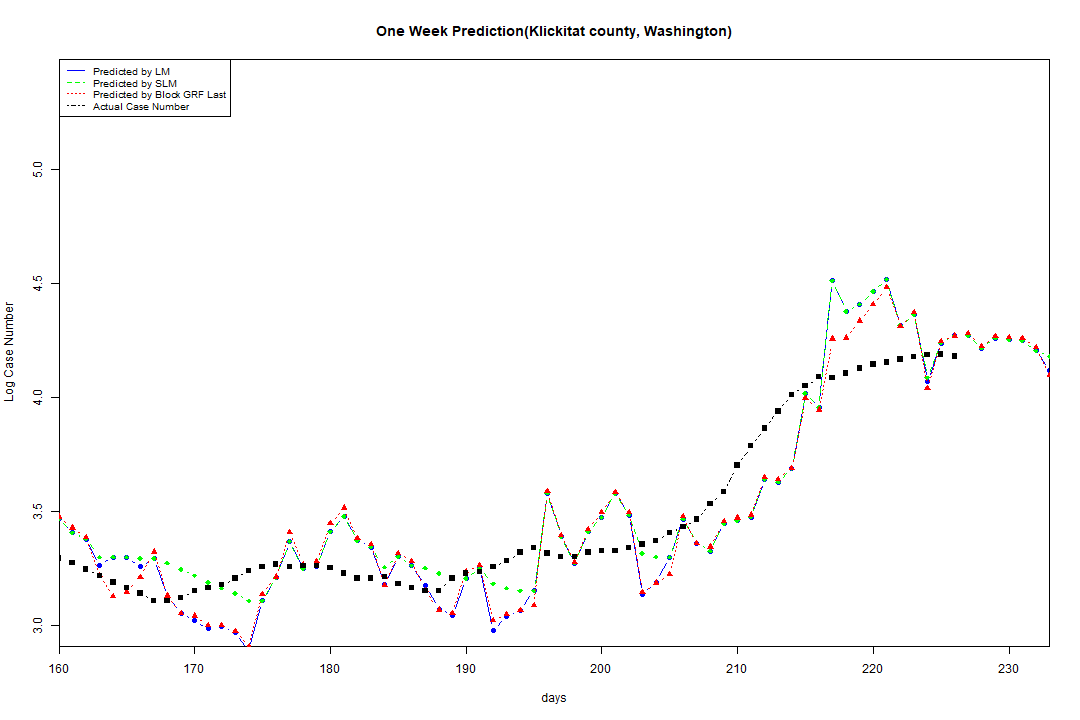 One Week Prediction(Klickitat county, Washington)
Predicted by LM
Predicted by SLM
Predicted by Block GRF Last
Actual Case Number
5.0
4.5
4.0
3.5
3.0
Log Case Number
160 170 180 190 200 210 220 230
days